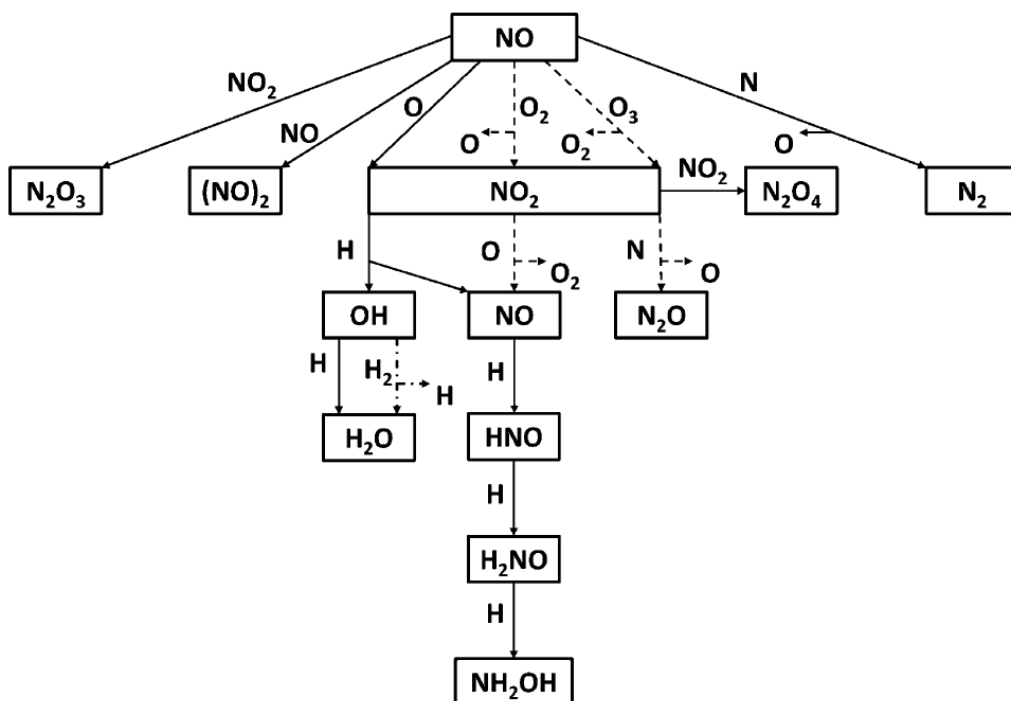 NO
NO₂
NO
O
O₂
O₃
N
O
O₂
O
N₂O₃
(NO)₂
NO₂
NO₂
N₂O₄
N₂
H
O
O₂
N
O
OH
NO
N₂O
H
H₂
H
H
H₂O
HNO
H
H₂NO
H
NH₂OH